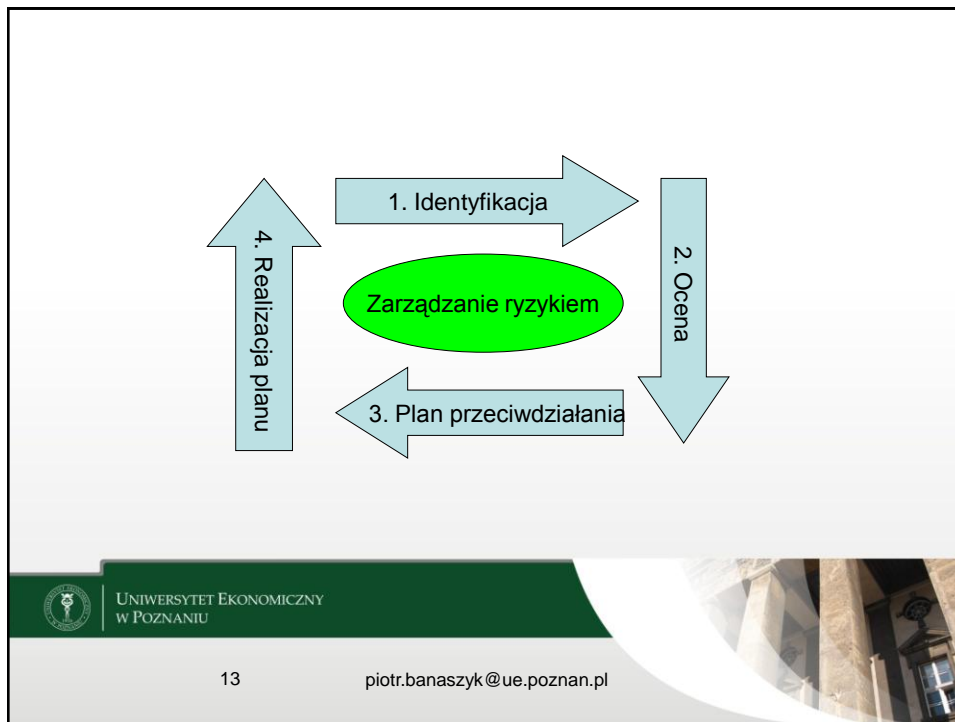 1. Identyfikacja
2. Ocena
Zarządzanie ryzykiem
3. Plan przeciwdziałania
4. Realizacja planu
UNIWERSYTET EKONOMICZNY
W POZNANIU
13
piotr.banaszyk@ue.poznan.pl